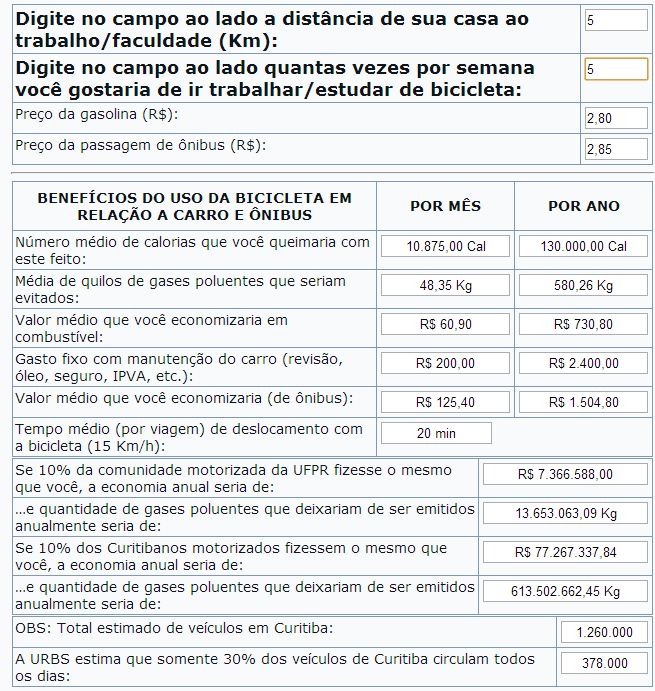 Digite no campo ao lado a distância de sua casa ao
trabalho/faculdade (Km):
5
Digite no campo ao lado quantas vezes por semana
você gostaria de ir trabalhar/estudar de bicicleta:
5
Preço da gasolina (R$):
2,80
Preço da passagem de ônibus (R$):
2,85
BENEFÍCIOS DO USO DA BICICLETA EM
RELAÇÃO A CARRO E ÔNIBUS
POR MÊS
POR ANO
Número médio de calorias que você queimaria com
este feito:
10.875,00 Cal
130.000,00 Cal
Média de quilos de gases poluentes que seriam
evitados:
48,35 Kg
580,26 Kg
Valor médio que você economizaria em
combustível:
R$ 60,90
R$ 730,80
Gasto fixo com manutenção do carro (revisão,
óleo, seguro, IPVA, etc.):
R$ 200,00
R$ 2.400,00
Valor médio que você economizaria (de ônibus):
R$ 125,40
R$ 1.504,80
Tempo médio (por viagem) de deslocamento com
a bicicleta (15 Km/h):
20 min
Se 10% da comunidade motorizada da UFPR fizesse o mesmo
que você, a economia anual seria de:
R$ 7.366.588,00
...e quantidade de gases poluentes que deixariam de ser emitidos
anualmente seria de:
13.653.063,09 Kg
Se 10% dos Curitibanos motorizados fizessem o mesmo que
você, a economia anual seria de:
R$ 77.267.337,84
...e quantidade de gases poluentes que deixariam de ser emitidos
anualmente seria de:
613.502.662,45 Kg
OBS: Total estimado de veículos em Curitiba:
1.260.000
A URBS estima que somente 30% dos veículos de Curitiba circulam todos
os dias:
378.000